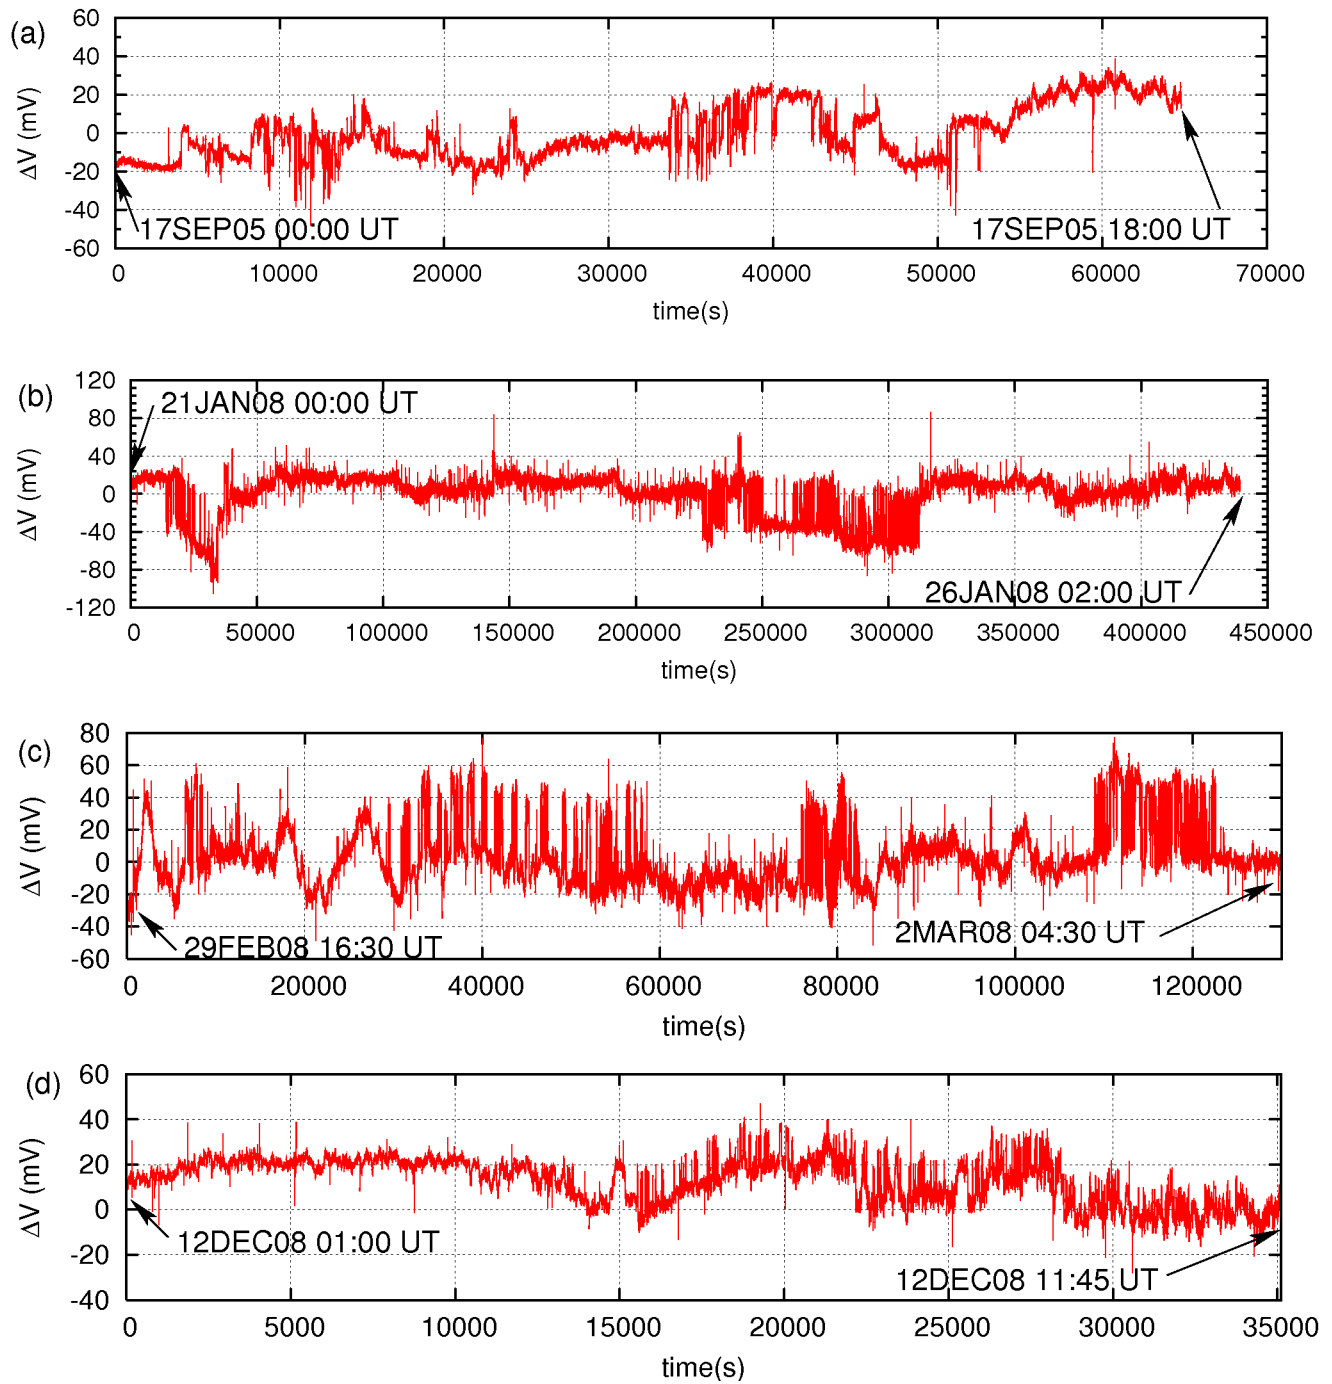 (a)
ΔV (mV)
60
40
20
0
-20
-40
-60
17SEP05 00:00 UT
17SEP05 18:00 UT
0 10000 20000 30000 40000 50000 60000 70000
time(s)
(b)
ΔV (mV)
120
80
40
0
-40
-80
-120
21JAN08 00:00 UT
26JAN08 02:00 UT
0 50000 100000 150000 200000 250000 300000 350000 400000 450000
time(s)
(c)
ΔV (mV)
80
60
40
20
0
-20
-40
-60
29FEB08 16:30 UT
2MAR08 04:30 UT
0 20000 40000 60000 80000 100000 120000
time(s)
(d)
ΔV (mV)
60
40
20
0
-20
-40
12DEC08 01:00 UT
12DEC08 11:45 UT
0 5000 10000 15000 20000 25000 30000 35000
time(s)